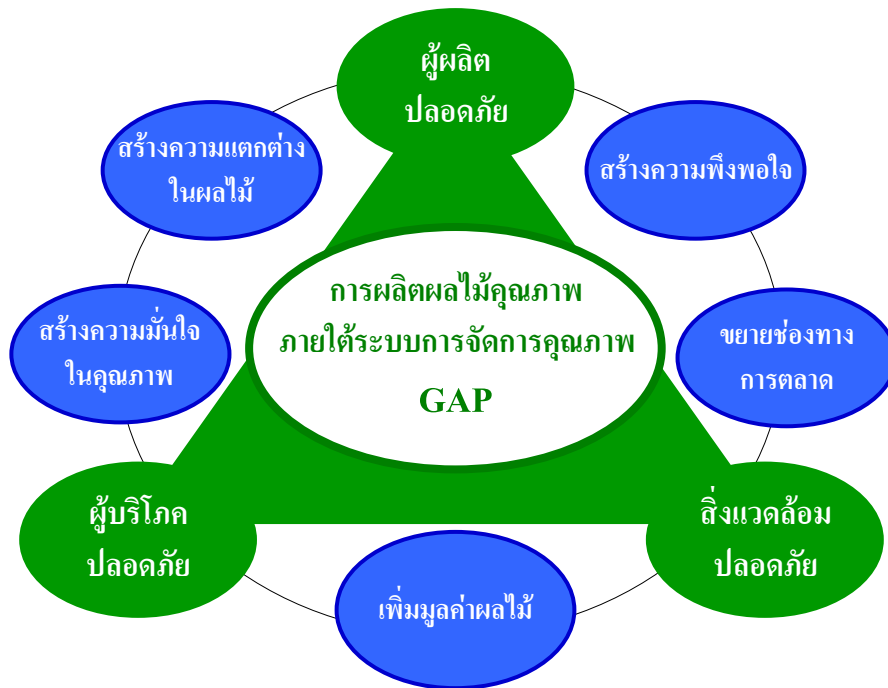 ผู้ผลิต
ปลอดภัย
สร้างความแตกต่าง
ในผลไม้
สร้างความพึงพอใจ
การผลิตผลไม้คุณภาพ
ภายใต้ระบบการจัดการคุณภาพ
GAP
สร้างความมั่นใจ
ในคุณภาพ
ขยายช่องทาง
การตลาด
ผู้บริโภค
ปลอดภัย
สิ่งแวดล้อม
ปลอดภัย
เพิ่มมูลค่าผลไม้